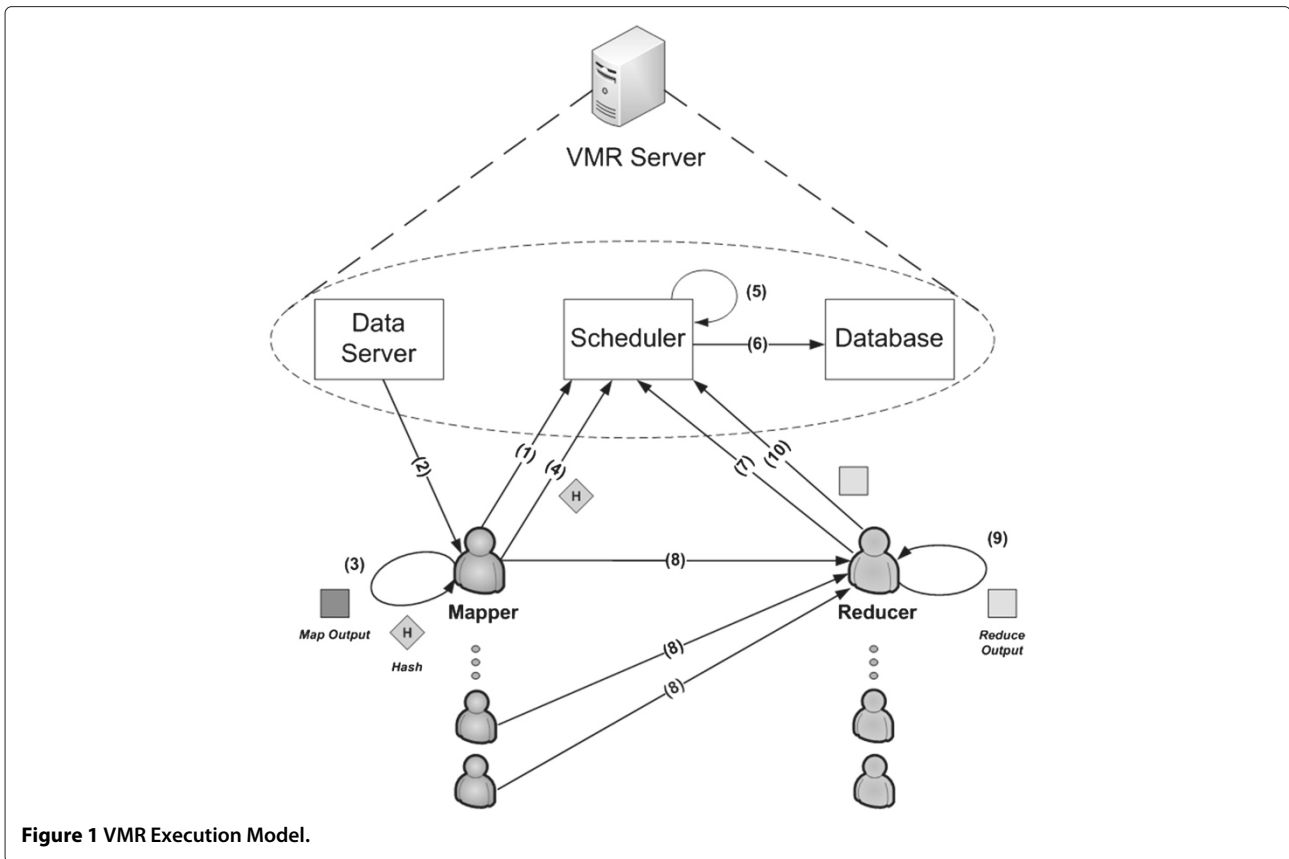 VMR Server
Data
Server
Scheduler
(5)
(6)
Database
(2)
(1)
(4)
H
(7)
(10)
(3)
Map Output
H
Hash
Mapper
(8)
Reducer
(9)
Reduce
Output
(8)
(8)
Figure 1 VMR Execution Model.